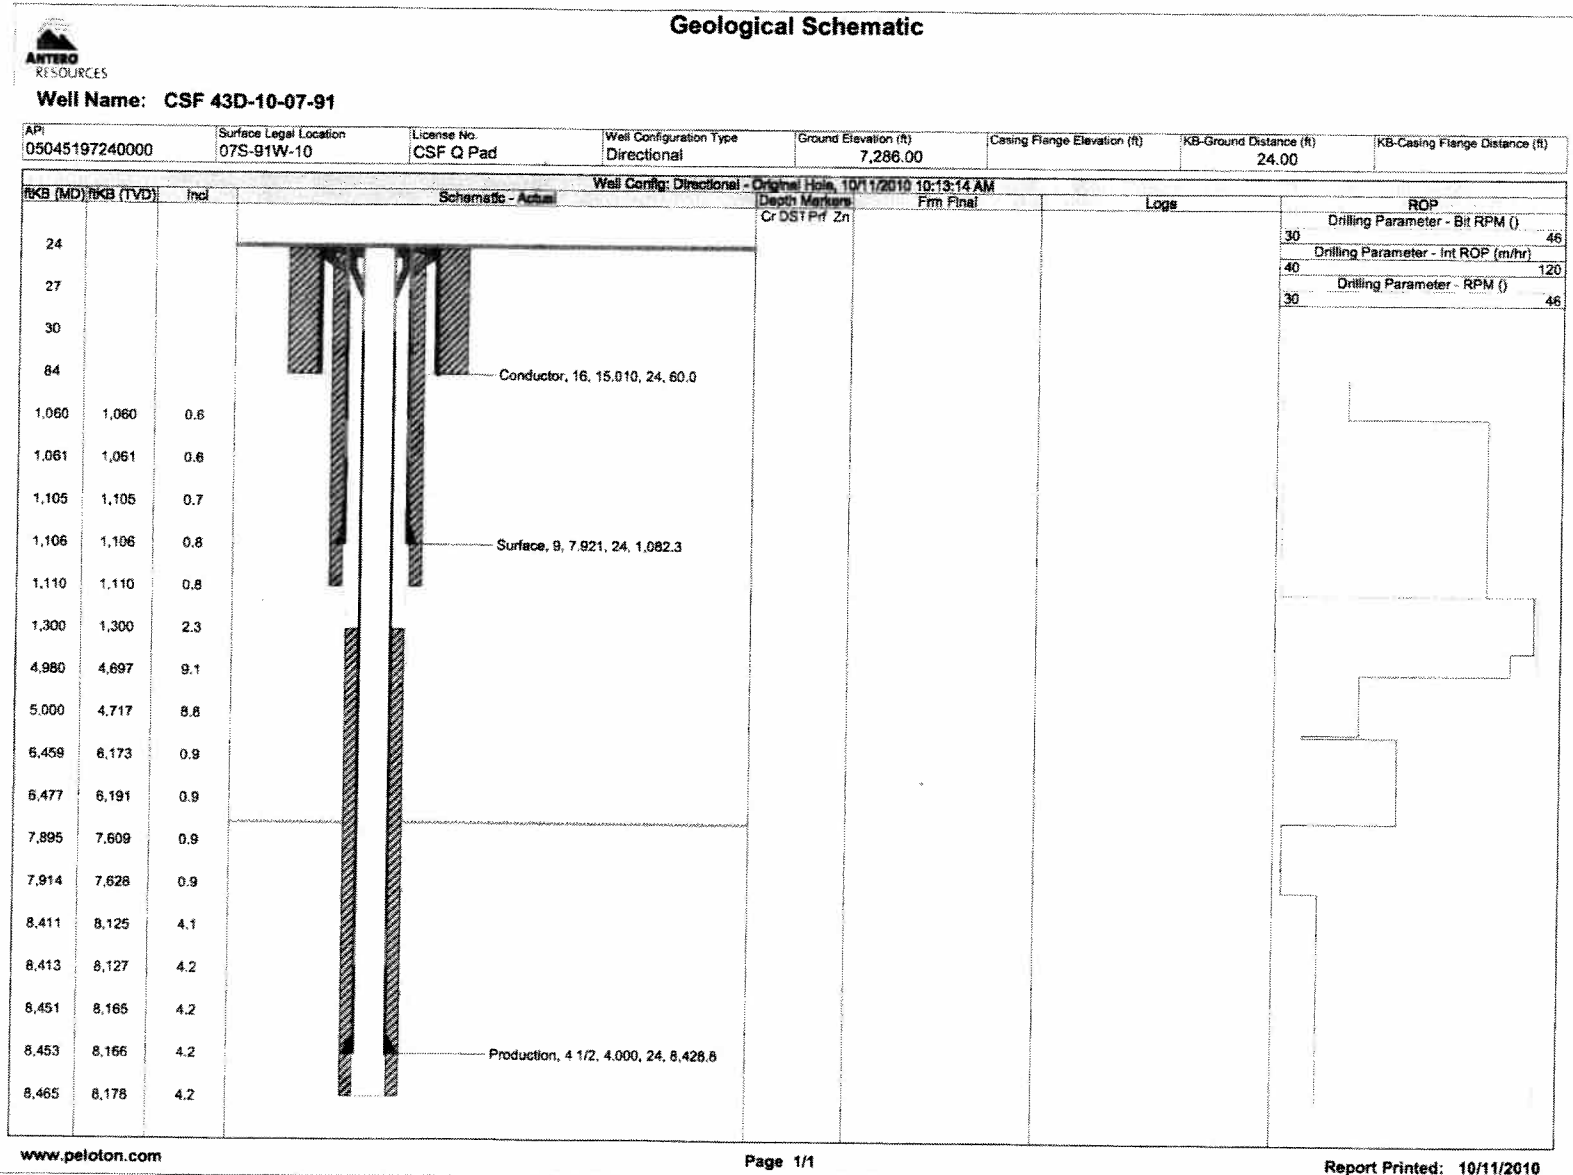 Geological Schematic
ANTERO
RESOURCES
Well Name: CSF 43D-10-07-91
API
05045197240000
Surface Legal Location
07S-91W-10
License No.
CSF Q Pad
Well Configuration Type
Directional
Ground Elevation (ft)
7,286.00
Casing Flange Elevation (ft)
KB-Ground Distance (ft)
24.00
KB-Casing Flange Distance (ft)
Well Config: Directional - Original Hole, 10/11/2010 10:13:14 AM
ftKB (MD) ftKB (TVD) Incl Schematic - Actual Depth Markers Frm Final Logs ROP
Cr DST Prf Zn
Drilling Parameter - Bit RPM ()
30 46
Drilling Parameter - Int ROP (m/hr)
40 120
Drilling Parameter - RPM ()
30 46
24
27
30
84
Conductor, 16, 15.010, 24, 60.0
1,060 1,060 0.6
1,061 1,061 0.6
1,105 1,105 0.7
1,106 1,106 0.8
Surface, 9, 7.921, 24, 1,082.3
1,110 1,110 0.8
1,300 1,300 2.3
4,980 4,697 9.1
5,000 4,717 8.8
6,459 6,173 0.9
6,477 6,191 0.9
7,895 7,609 0.9
7,914 7,628 0.9
8,411 8,125 4.1
8,413 8,127 4.2
8,451 8,165 4.2
8,453 8,166 4.2
Production, 4 1/2, 4.000, 24, 8,428.8
8,465 8,178 4.2
www.peloton.com
Page 1/1
Report Printed: 10/11/2010